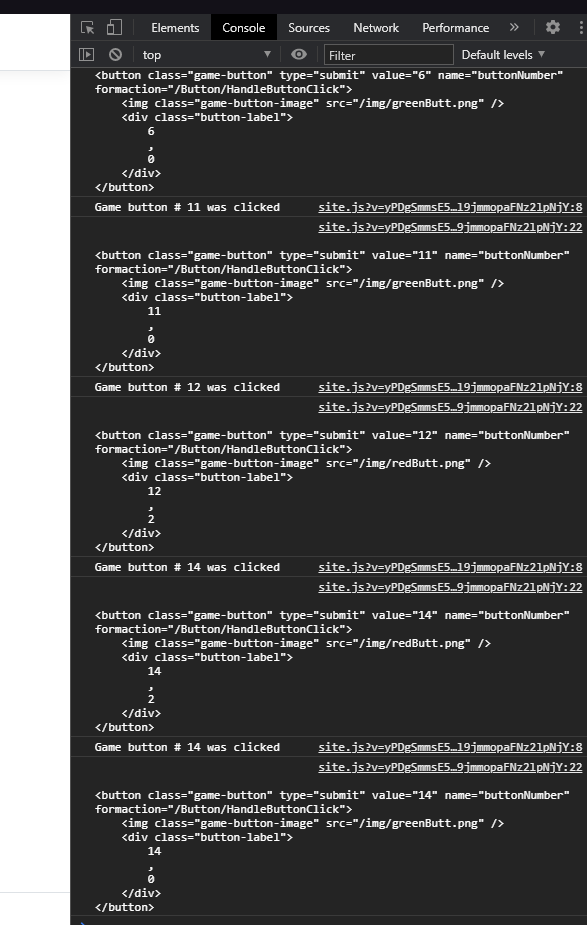 Elements Console Sources Network Performance »
top Filter Default levels
<button class="game-button" type="submit" value="6" name="buttonNumber"
formaction="/Button/HandleButtonClick">
<img class="game-button-image" src="/img/greenButt.png" />
<div class="button-label">
6
,
0
</div>
</button>
Game button # 11 was clicked site.js?v=yPDgSmmsE5…l9jmmopaFNz2lpNjY:8
site.js?v=yPDgSmmsE5…9jmmopaFNz2lpNjY:22
<button class="game-button" type="submit" value="11" name="buttonNumber"
formaction="/Button/HandleButtonClick">
<img class="game-button-image" src="/img/greenButt.png" />
<div class="button-label">
11
,
0
</div>
</button>
Game button # 12 was clicked site.js?v=yPDgSmmsE5…l9jmmopaFNz2lpNjY:8
site.js?v=yPDgSmmsE5…9jmmopaFNz2lpNjY:22
<button class="game-button" type="submit" value="12" name="buttonNumber"
formaction="/Button/HandleButtonClick">
<img class="game-button-image" src="/img/redButt.png" />
<div class="button-label">
12
,
2
</div>
</button>
Game button # 14 was clicked site.js?v=yPDgSmmsE5…l9jmmopaFNz2lpNjY:8
site.js?v=yPDgSmmsE5…9jmmopaFNz2lpNjY:22
<button class="game-button" type="submit" value="14" name="buttonNumber"
formaction="/Button/HandleButtonClick">
<img class="game-button-image" src="/img/redButt.png" />
<div class="button-label">
14
,
2
</div>
</button>
Game button # 14 was clicked site.js?v=yPDgSmmsE5…l9jmmopaFNz2lpNjY:8
site.js?v=yPDgSmmsE5…9jmmopaFNz2lpNjY:22
<button class="game-button" type="submit" value="14" name="buttonNumber"
formaction="/Button/HandleButtonClick">
<img class="game-button-image" src="/img/greenButt.png" />
<div class="button-label">
14
,
0
</div>
</button>